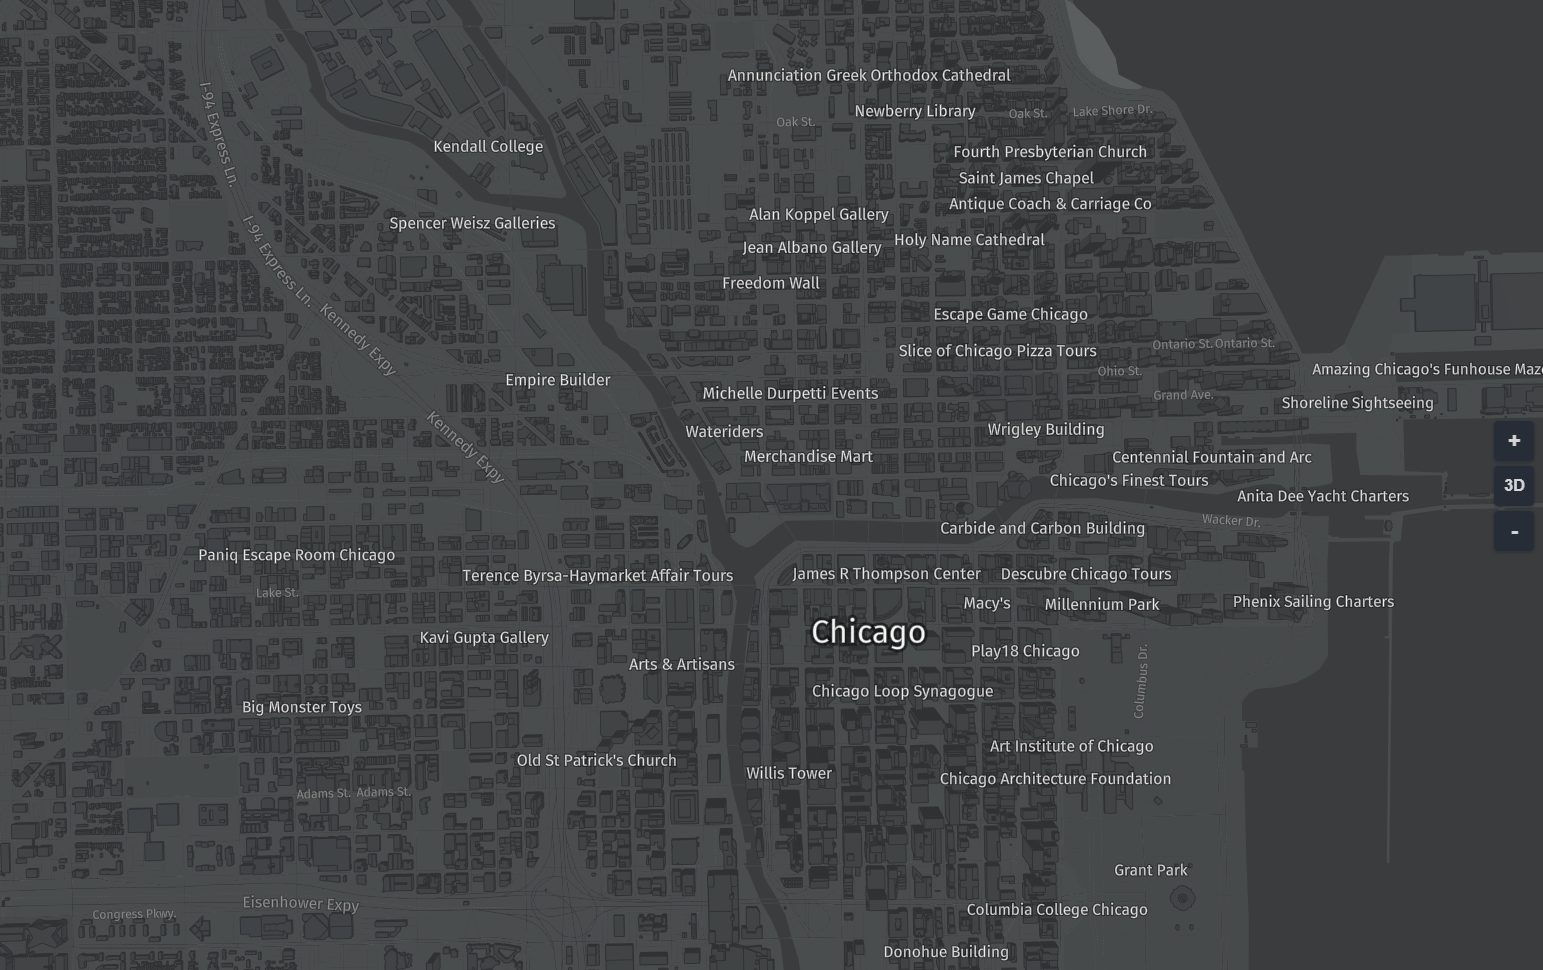 Annunciation Greek Orthodox Cathedral
Newberry Library
Oak St.
Oak St.
Lake Shore Dr.
I-94 Express Ln.
Kendall College
Fourth Presbyterian Church
Saint James Chapel
Antique Coach & Carriage Co
Spencer Weisz Galleries
Alan Koppel Gallery
Jean Albano Gallery
Holy Name Cathedral
I-94 Express Ln.
Freedom Wall
Escape Game Chicago
Kennedy Expy
Slice of Chicago Pizza Tours
Ontario St.
Ontario St.
Ohio St.
Amazing Chicago's Funhouse Maze
Empire Builder
Michelle Durpetti Events
Grand Ave.
Shoreline Sightseeing
Kennedy Expy
Wateriders
Wrigley Building
+
Merchandise Mart
Centennial Fountain and Arc
Chicago's Finest Tours
3D
Anita Dee Yacht Charters
Carbide and Carbon Building
Wacker Dr.
-
Paniq Escape Room Chicago
Terence Byrsa-Haymarket Affair Tours
James R Thompson Center
Descubre Chicago Tours
Lake St.
Macy's
Millennium Park
Phenix Sailing Charters
Chicago
Kavi Gupta Gallery
Play18 Chicago
Arts & Artisans
Columbus Dr.
Chicago Loop Synagogue
Big Monster Toys
Art Institute of Chicago
Old St Patrick's Church
Willis Tower
Chicago Architecture Foundation
Adams St.
Adams St.
Grant Park
Eisenhower Expy
Congress Pkwy.
Columbia College Chicago
Donohue Building